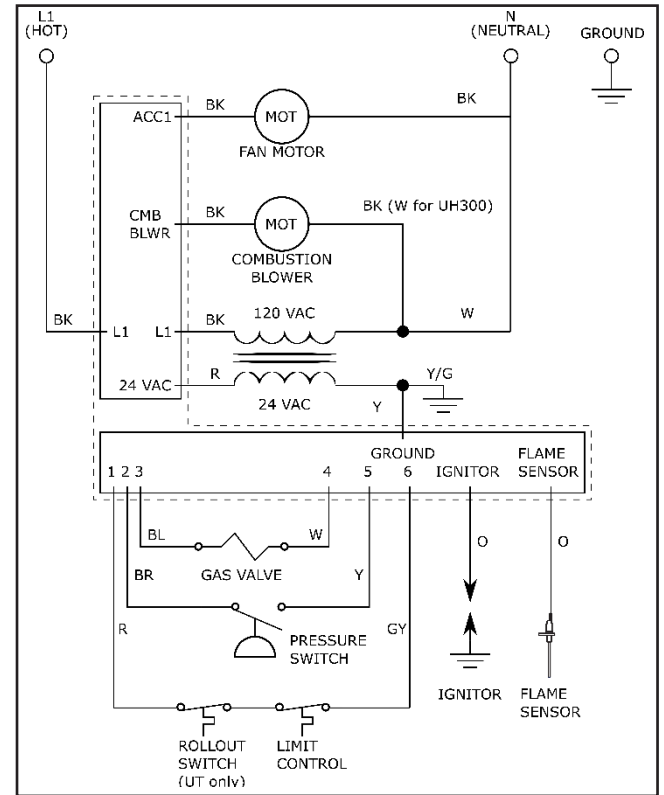 L1
(HOT)
N
(NEUTRAL)
GROUND
ACC1
BK
MOT
BK
FAN MOTOR
CMB
BLWR
BK
MOT
BK (W for UH300)
COMBUSTION
BLOWER
120 VAC
BK
L1
L1
BK
W
24 VAC
R
24 VAC
Y
Y/G
GROUND
1 2 3
4
5
6
IGNITOR
FLAME
SENSOR
BL
W
O
O
GAS VALVE
BR
Y
R
GY
PRESSURE
SWITCH
IGNITOR
FLAME
SENSOR
ROLLOUT
SWITCH
(UT only)
LIMIT
CONTROL